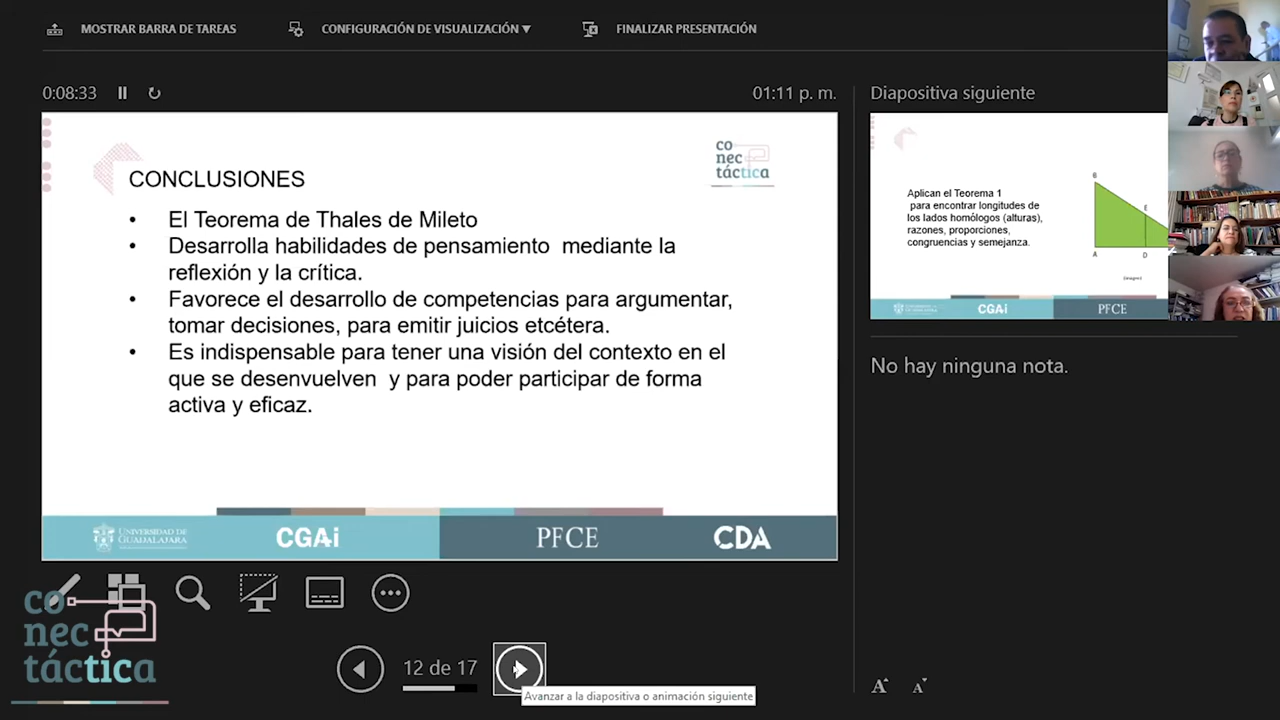 MOSTRAR BARRA DE TAREAS
CONFIGURACIÓN DE VISUALIZACIÓN ▼
FINALIZAR PRESENTACIÓN
0:08:33
01:11 p. m.
co
nec
táctica
CONCLUSIONES
• El Teorema de Thales de Mileto
• Desarrolla habilidades de pensamiento mediante la
reflexión y la crítica.
• Favorece el desarrollo de competencias para argumentar,
tomar decisiones, para emitir juicios etcétera.
• Es indispensable para tener una visión del contexto en el
que se desenvuelven y para poder participar de forma
activa y eficaz.
UNIVERSIDAD DE
GUADALAJARA
CGAi
PFCE
CDA
12 de 17
Avanzar a la diapositiva o animación siguiente
co
nec
táctica
Diapositiva siguiente
Aplican el Teorema 1
para encontrar longitudes de
los lados homólogos (alturas),
razones, proporciones,
congruencias y semejanza.
B
E
A
D
CGAi
PFCE
No hay ninguna nota.
A
A